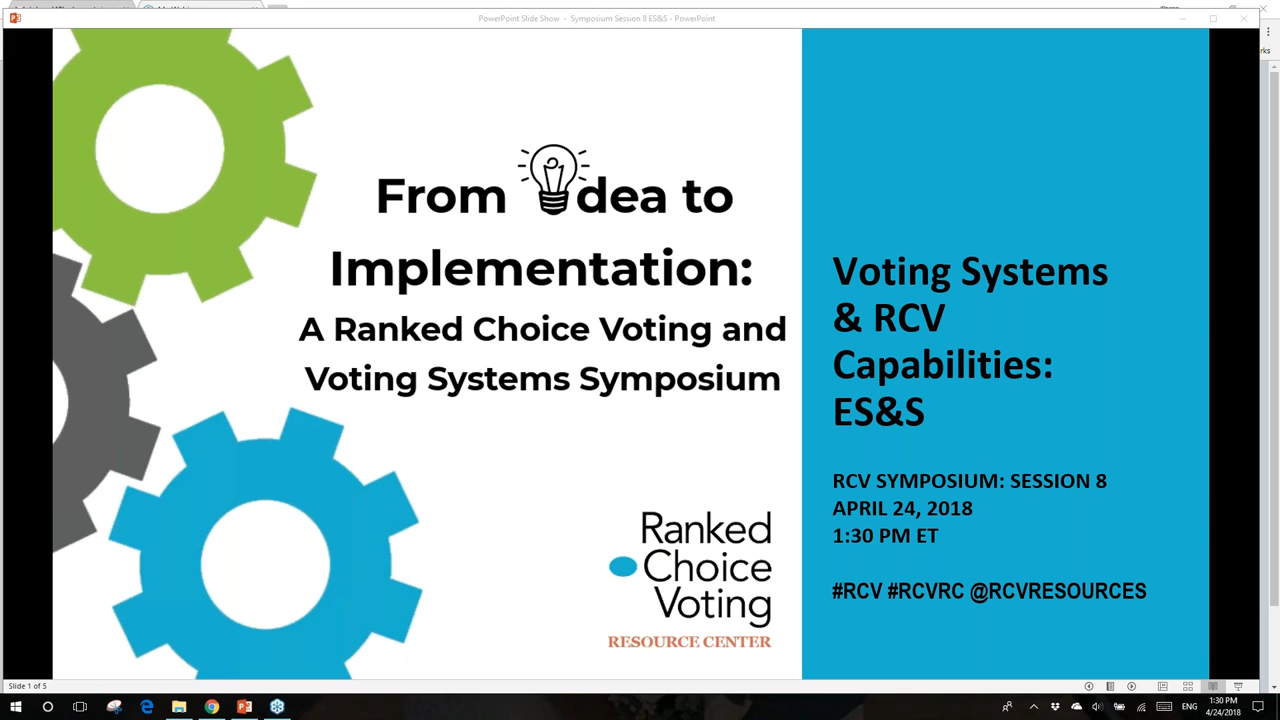 PowerPoint Slide Show - Symposium Session 8 ES&S - PowerPoint
From dea to
Implementation:
A Ranked Choice Voting and
Voting Systems Symposium
Ranked
Choice
Voting
RESOURCE CENTER
Voting Systems
& RCV
Capabilities:
ES&S
RCV SYMPOSIUM: SESSION 8
APRIL 24, 2018
1:30 PM ET
#RCV #RCVRC @RCVRESOURCES
Slide 1 of 5
ENG
1:30 PM
4/24/2018